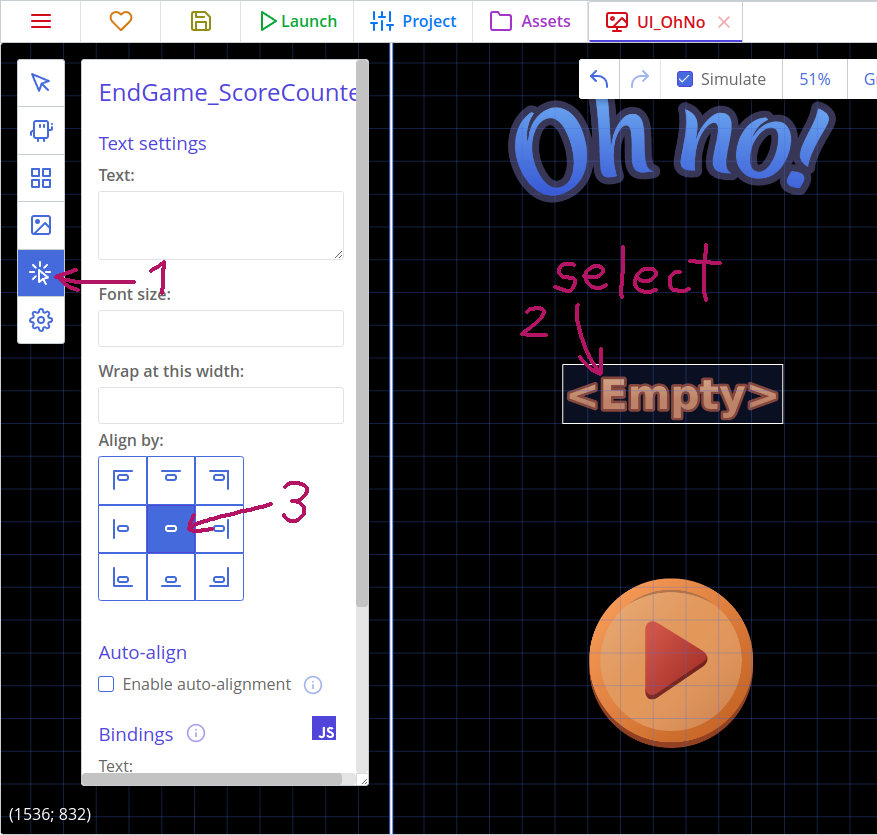 Launch
Project
Assets
UI_OhNo
EndGame_ScoreCounte
Simulate
51%
Text settings
Text:
Oh no!
1
select
2
Font size:
Wrap at this width:
<Empty>
Align by:
3
Auto-align
Enable auto-alignment
Bindings
JS
Text:
(1536; 832)